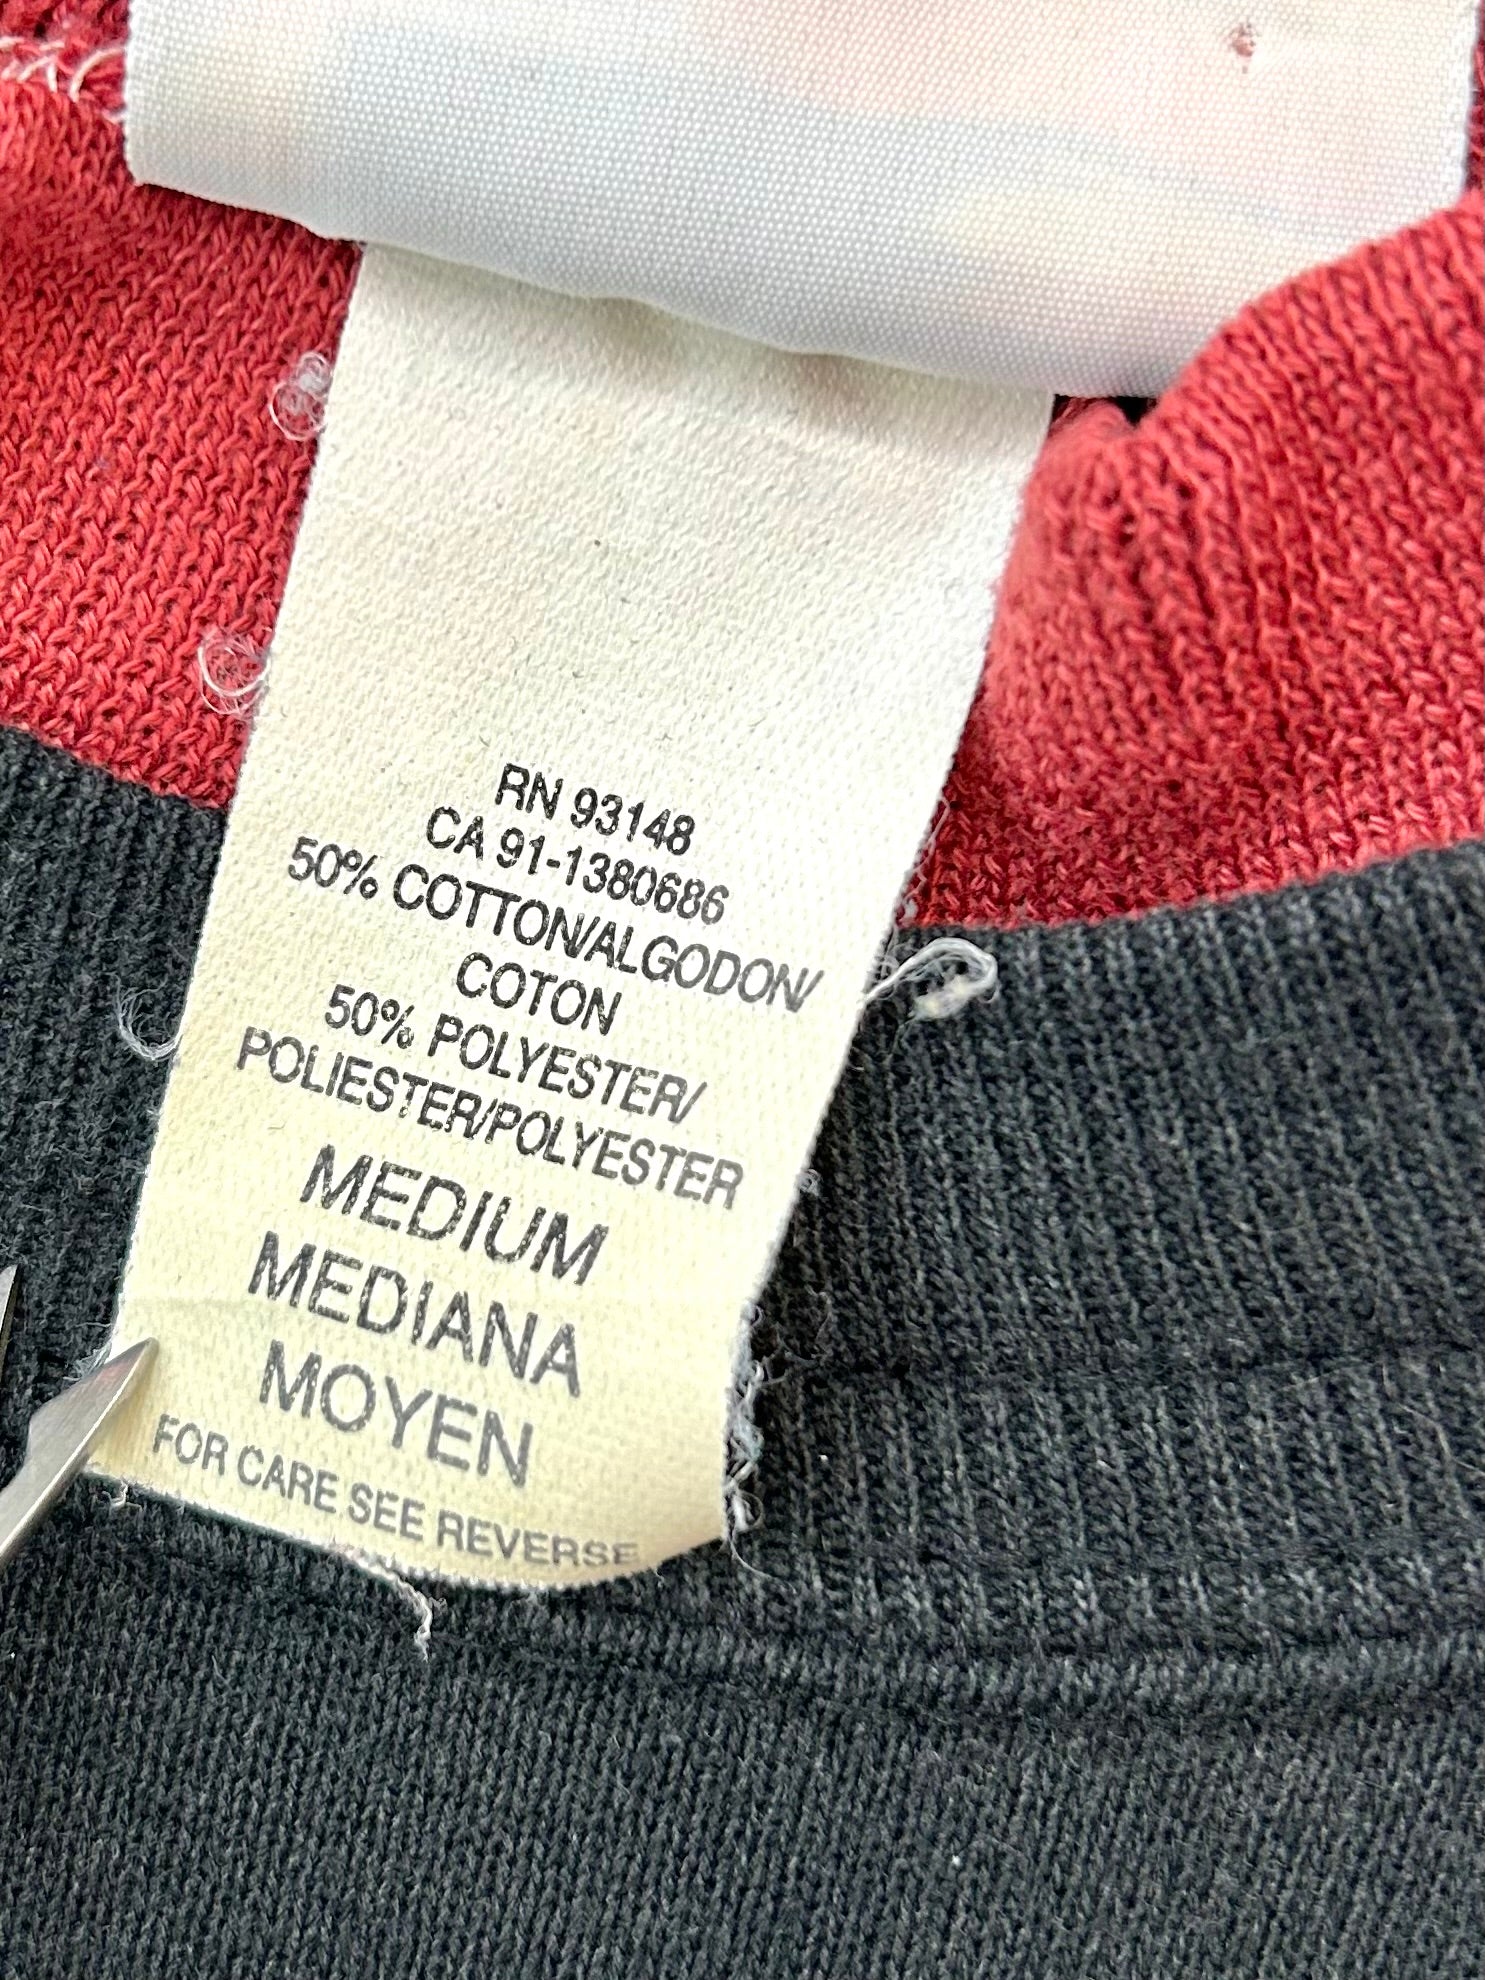 RN 93148
CA 91-1380686
50% COTTON/ALGODON/
COTON
50% POLYESTER/
POLIESTER/POLYESTER
MEDIUM
MEDIANA
MOYEN
FOR CARE SEE REVERSE